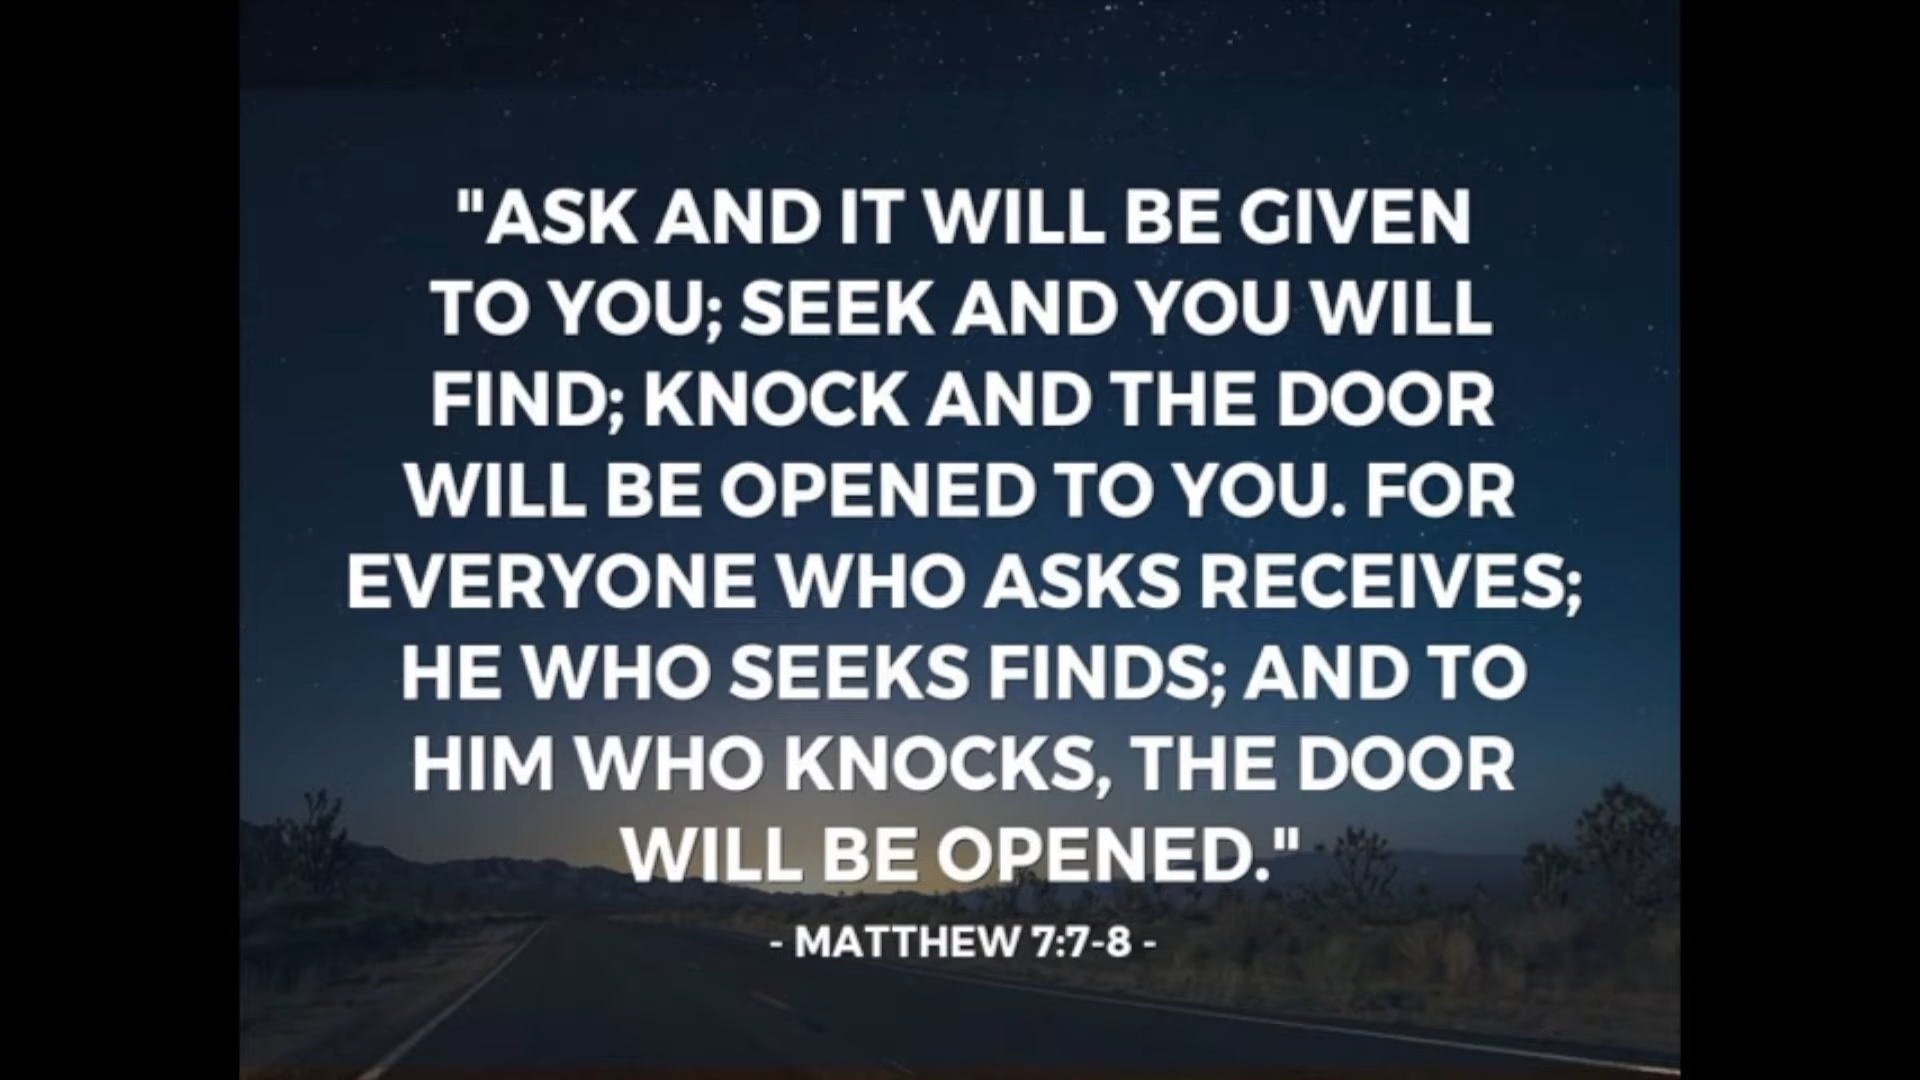 "ASK AND IT WILL BE GIVEN
TO YOU; SEEK AND YOU WILL
FIND; KNOCK AND THE DOOR
WILL BE OPENED TO YOU. FOR
EVERYONE WHO ASKS RECEIVES;
HE WHO SEEKS FINDS; AND TO
HIM WHO KNOCKS, THE DOOR
WILL BE OPENED."
- MATTHEW 7:7-8 -